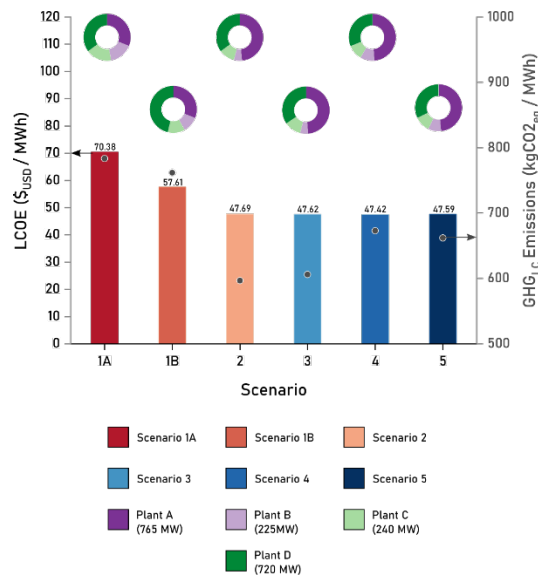 120
110
100
90
80
70
60
50
40
30
20
10
0
LCOE ($USD / MWh)
1000
900
800
700
600
500
GHGLC Emissions (kgCO2eq / MWh)
70.38
57.61
47.69
47.62
47.42
47.59
1A
1B
2
3
4
5
Scenario
Scenario 1A
Scenario 1B
Scenario 2
Scenario 3
Scenario 4
Scenario 5
Plant A
(765 MW)
Plant B
(225MW)
Plant C
(240 MW)
Plant D
(720 MW)